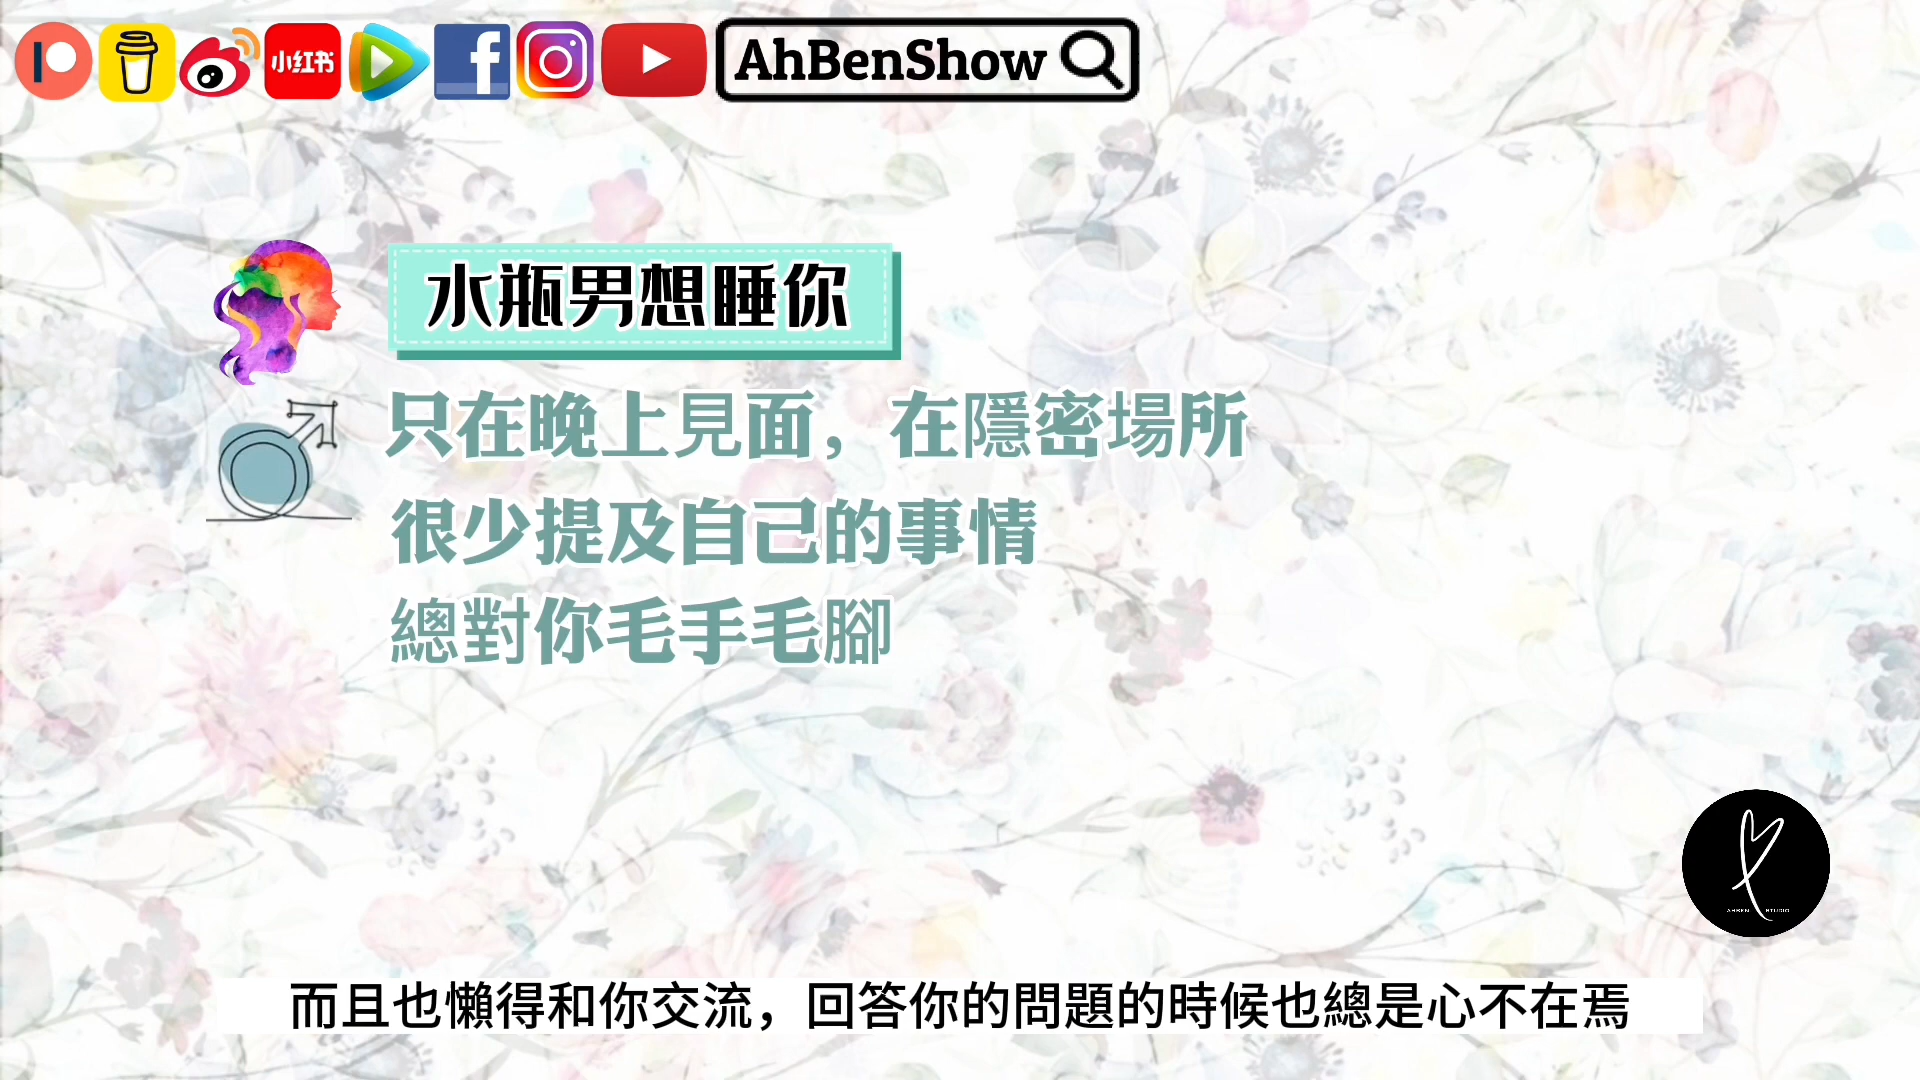 小红书
AhBenShow
水瓶男想睡你
只在晚上見面，在隱密場所
很少提及自己的事情
總對你毛手毛腳
AHBEN STUDIO
而且也懶得和你交流，回答你的問題的時候也總是心不在焉